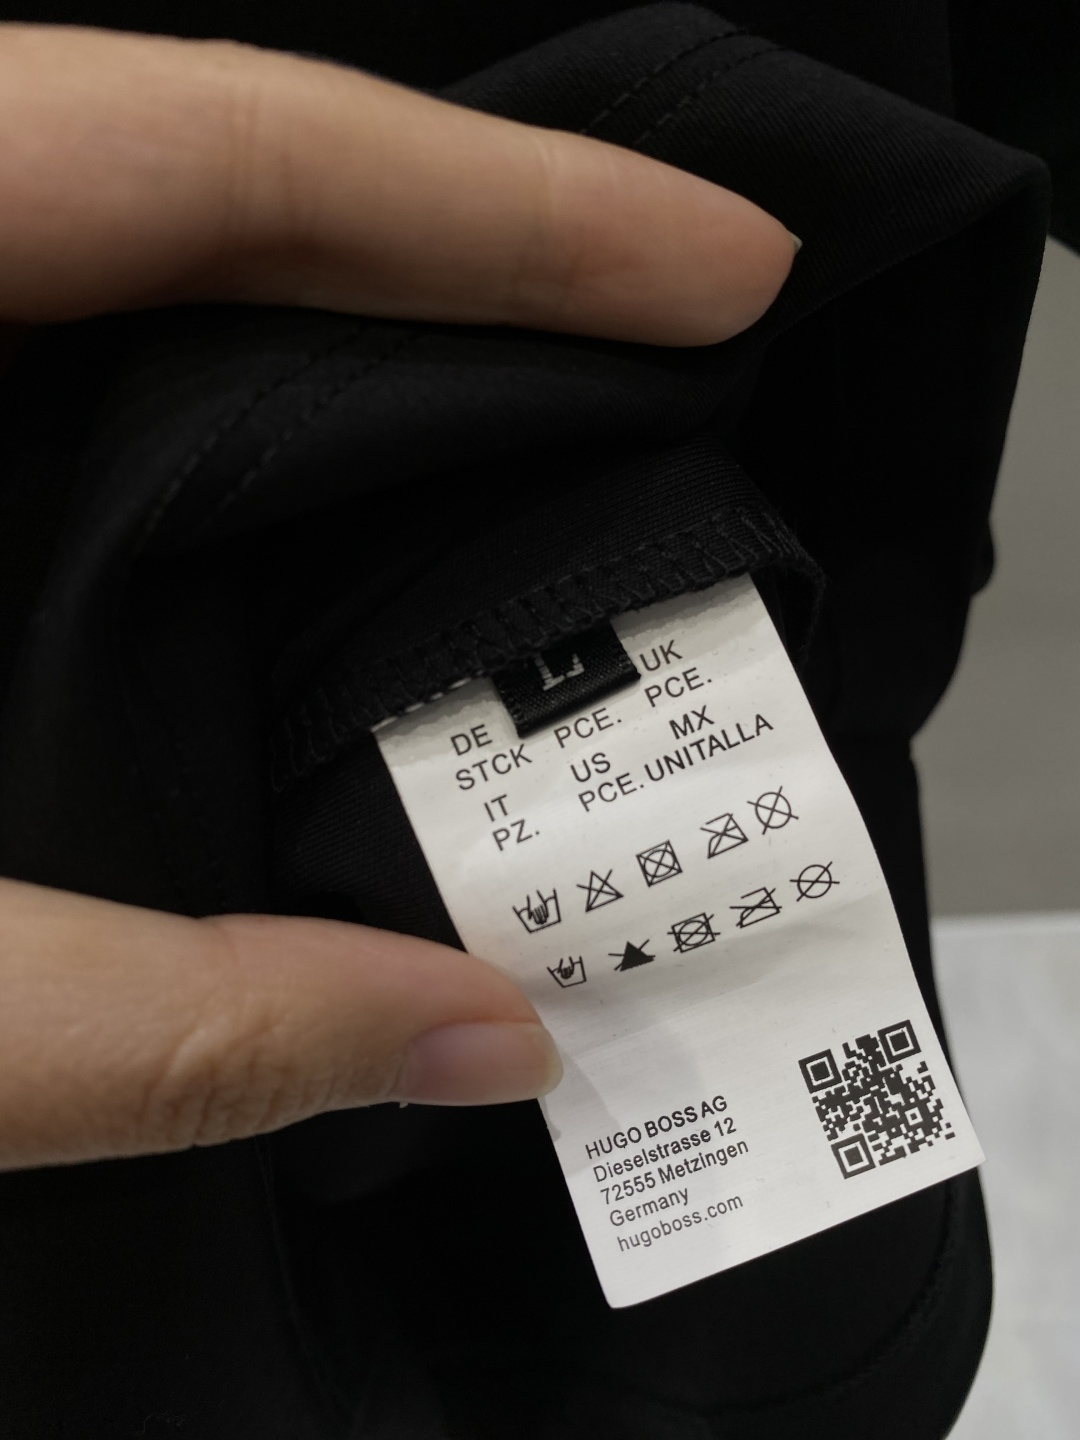 L
DE
STCK
PCE.
UK
PCE.
IT
PZ.
US
PCE.
MX
UNITALLA
HUGO BOSS AG
Dieselstrasse 12
72555 Metzingen
Germany
hugoboss.com